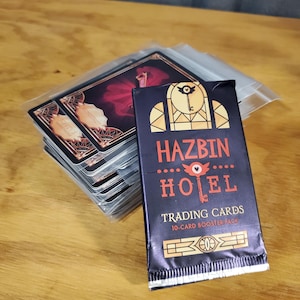 HAZBIN
HOTEL
TRADING CARDS
10-CARD BOOSTER PACK